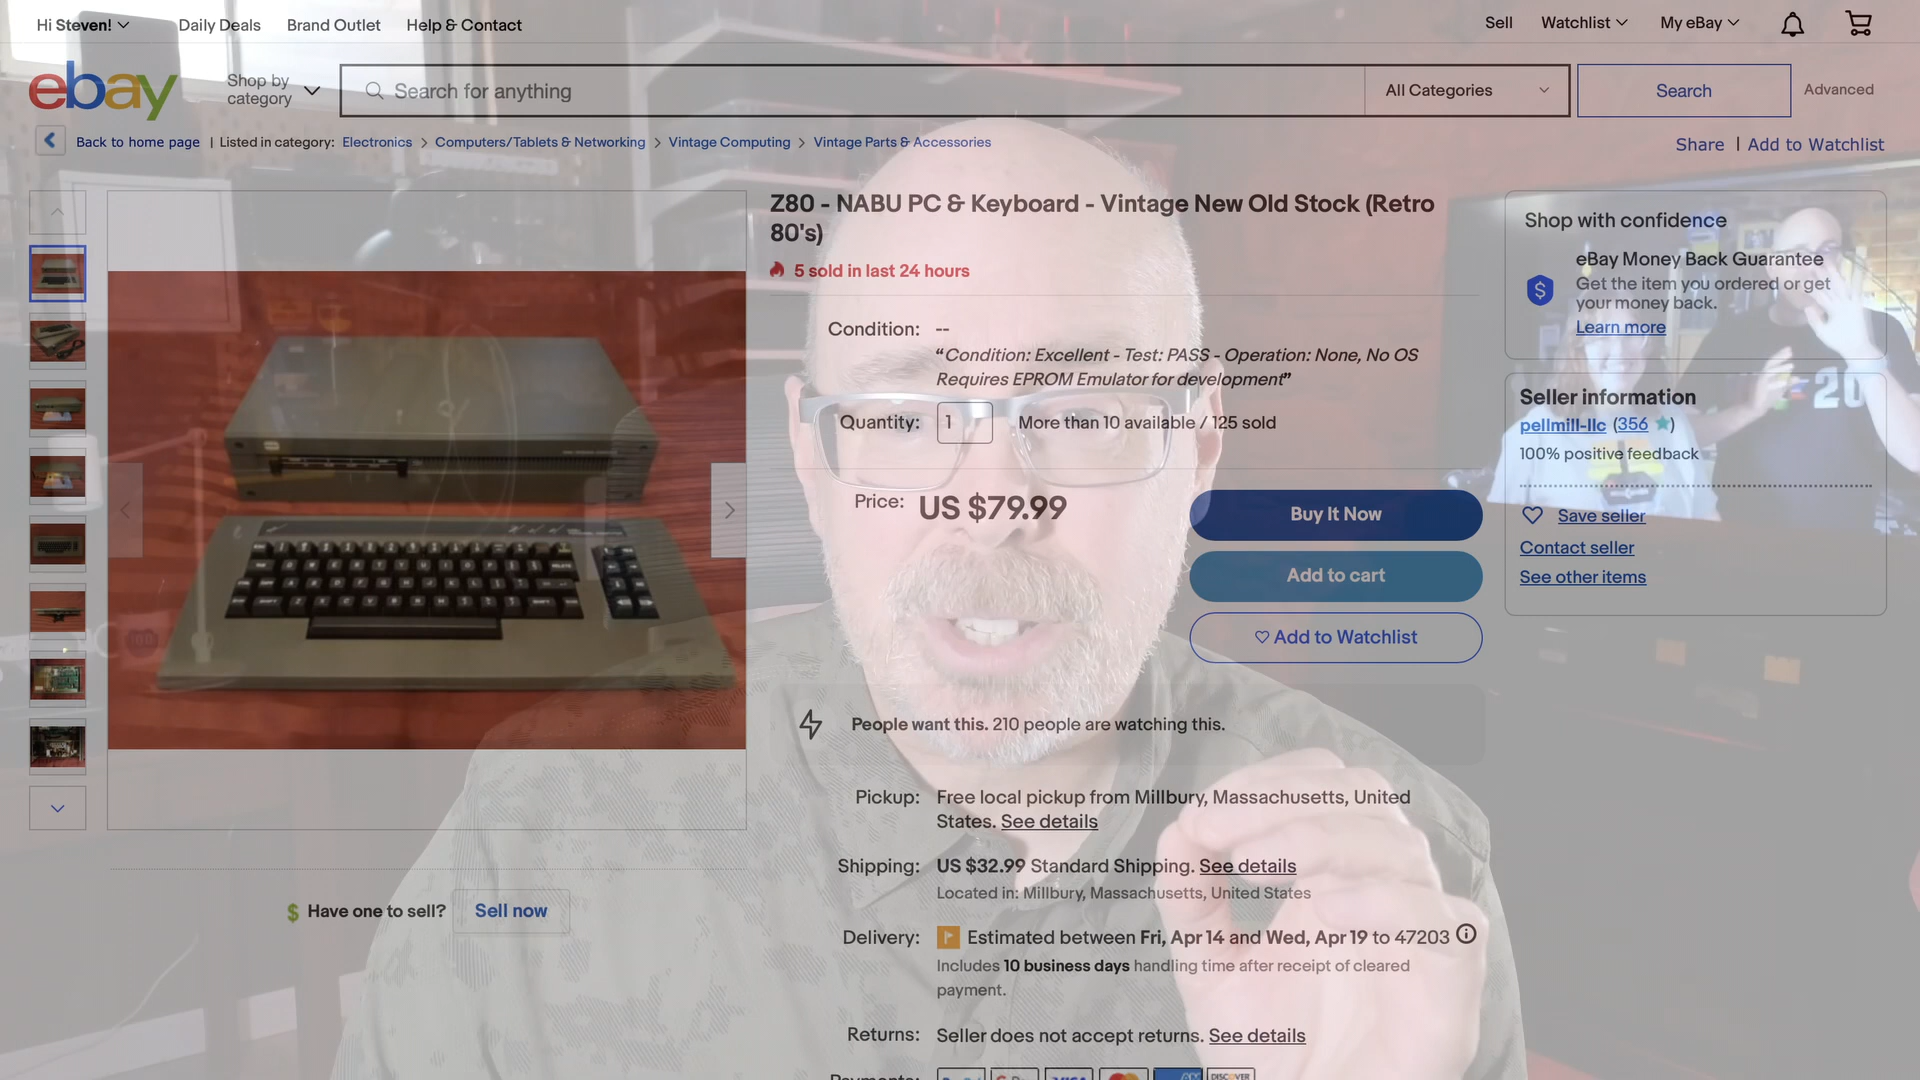 Hi Steven!
Daily Deals
Brand Outlet
Help & Contact
Sell
Watchlist
My eBay
ebay
Shop by
category
Search for anything
All Categories
Search
Advanced
Back to home page
| Listed in category:
Electronics
Computers/Tablets & Networking
Vintage Computing
Vintage Parts & Accessories
Share | Add to Watchlist
Z80 - NABU PC & Keyboard - Vintage New Old Stock (Retro
80's)
5 sold in last 24 hours
Condition: --
“Condition: Excellent - Test: PASS - Operation: None, No OS
Requires EPROM Emulator for development”
Quantity: 1 More than 10 available / 125 sold
Price: US $79.99
Buy It Now
Add to cart
Add to Watchlist
People want this. 210 people are watching this.
Pickup: Free local pickup from Millbury, Massachusetts, United
States. See details
Shipping: US $32.99 Standard Shipping. See details
Located in: Millbury, Massachusetts, United States
Delivery: Estimated between Fri, Apr 14 and Wed, Apr 19 to 47203
Includes 10 business days handling time after receipt of cleared
payment.
Returns: Seller does not accept returns. See details
Payments:
VISA
DISCOVER
Have one to sell? Sell now
Shop with confidence
eBay Money Back Guarantee
Get the item you ordered or get
your money back.
Learn more
Seller information
pellmill-llc (356)
100% positive feedback
Save seller
Contact seller
See other items
20